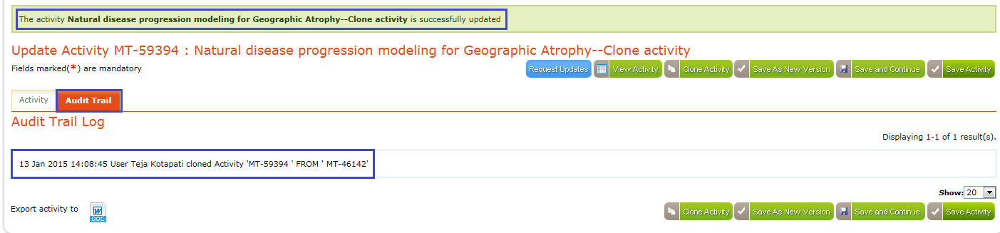 The activity Natural disease progression modeling for Geographic Atrophy--Clone activity is successfully updated
Update Activity MT-59394 : Natural disease progression modeling for Geographic Atrophy--Clone activity
Fields marked(*) are mandatory
Request Updates View Activity Clone Activity Save As New Version Save and Continue Save Activity
Activity Audit Trail
Audit Trail Log
Displaying 1-1 of 1 result(s).
13 Jan 2015 14:08:45 User Teja Kotapati cloned Activity 'MT-59394 ' FROM ' MT-46142'
Show: 20
Export activity to W DOC Clone Activity Save As New Version Save and Continue Save Activity